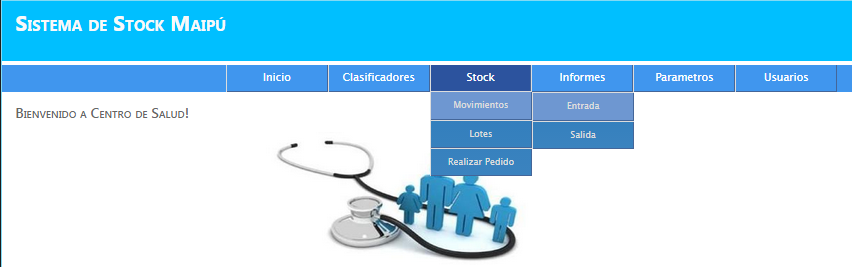 Sistema de Stock Maipú
Inicio Clasificadores Stock Informes Parametros Usuarios
Movimientos Entrada
Bienvenido a Centro de Salud!
Lotes Salida
Realizar Pedido